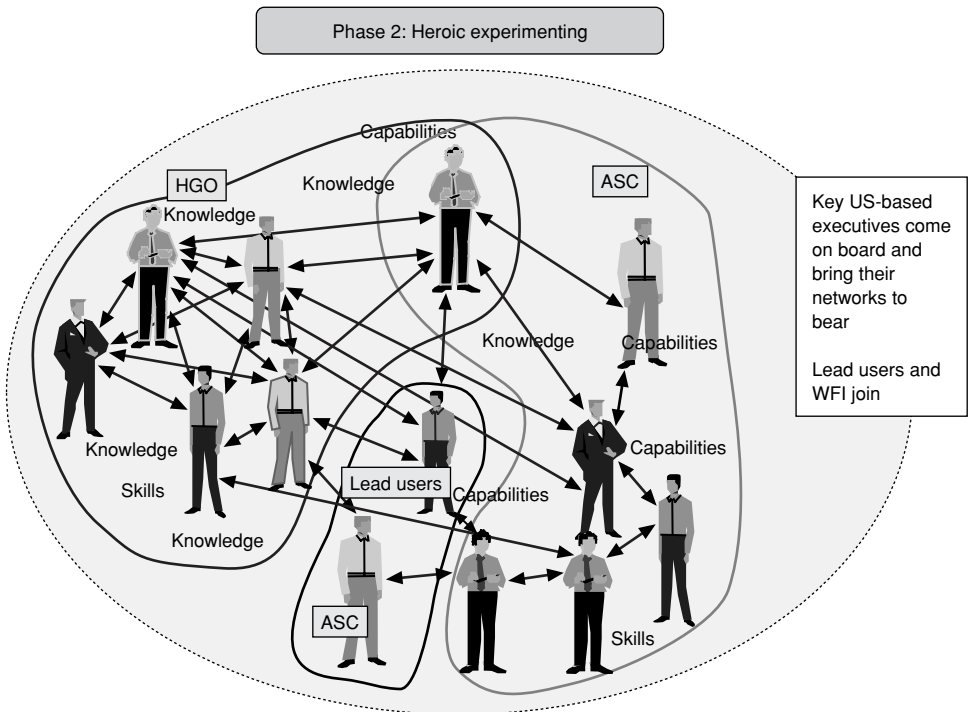 Phase 2: Heroic experimenting
Capabilities
HGO
Knowledge
ASC
Knowledge
Key US-based
executives come
on board and
bring their
networks to
bear
Lead users and
WFI join
Knowledge
Capabilities
Knowledge
Capabilities
Skills
Lead users
Capabilities
Knowledge
ASC
Skills